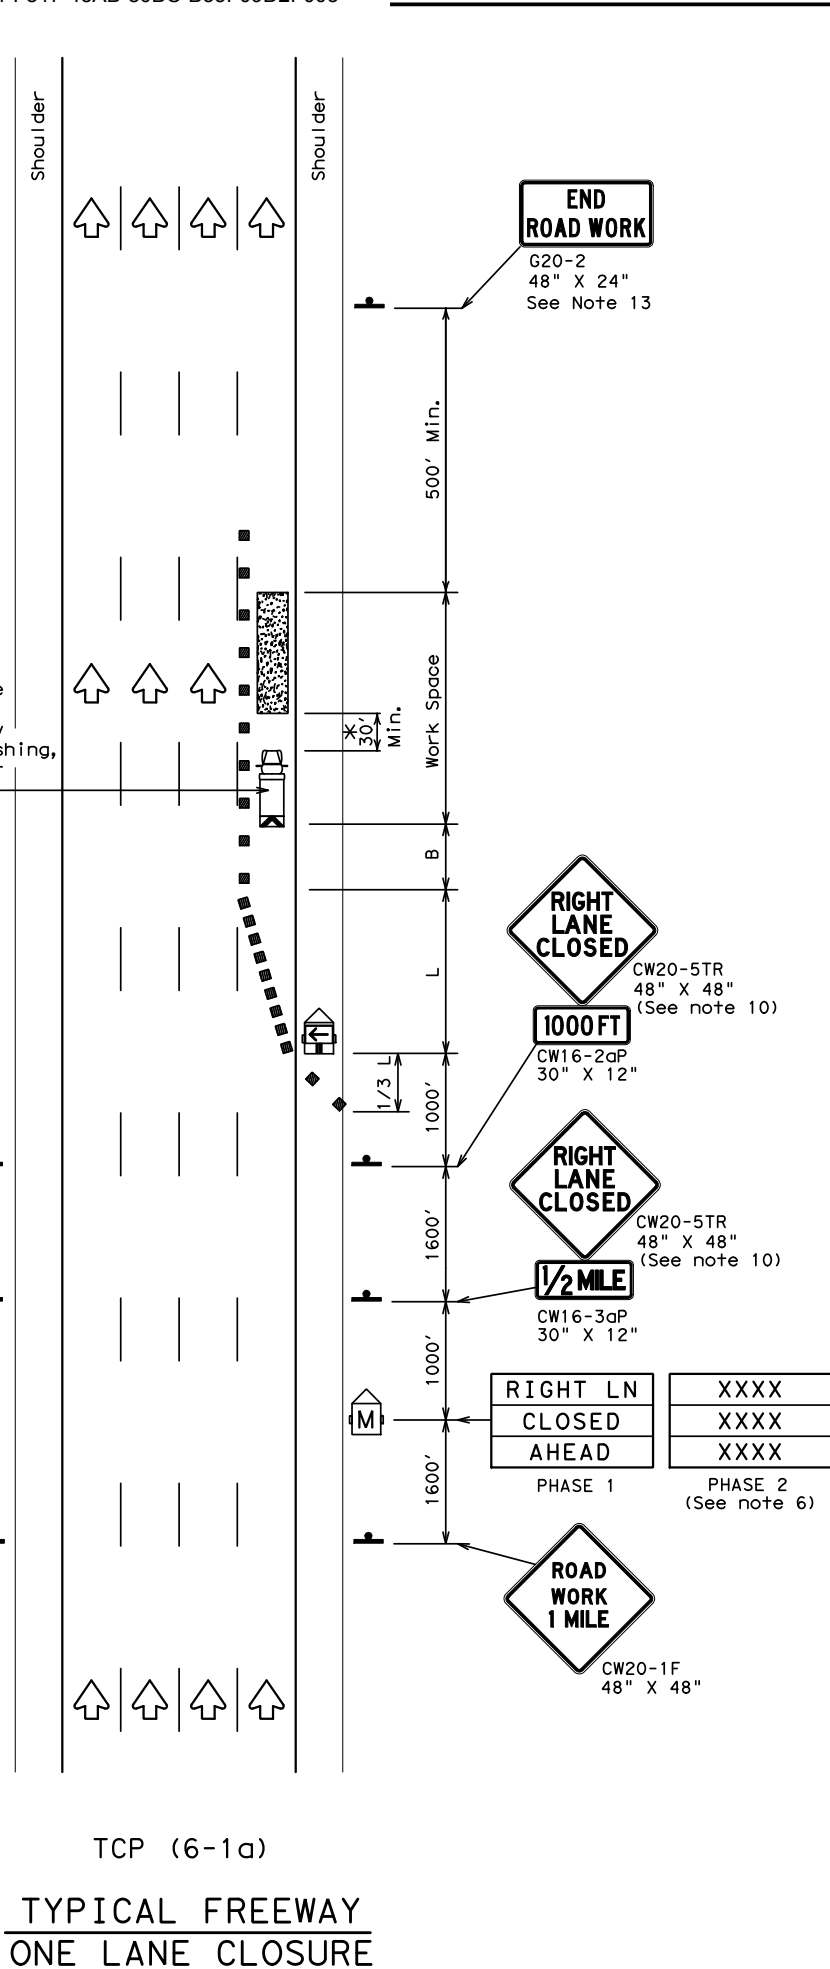 Shoulder
Shoulder
END
ROAD WORK
G20-2
48" X 24"
See Note 13
500' Min.
shing,
*
30'
Min.
Work Space
B
RIGHT
LANE
CLOSED
CW20-5TR
48" X 48"
(See note 10)
L
1000 FT
CW16-2aP
30" X 12"
1/3 L
1000'
RIGHT
LANE
CLOSED
CW20-5TR
48" X 48"
(See note 10)
1600'
1/2 MILE
CW16-3aP
30" X 12"
1000'
RIGHT LN
CLOSED
AHEAD
PHASE 1
XXXX
XXXX
XXXX
PHASE 2
(See note 6)
M
1600'
ROAD
WORK
1 MILE
CW20-1F
48" X 48"
TCP (6-1a)
TYPICAL FREEWAY
ONE LANE CLOSURE